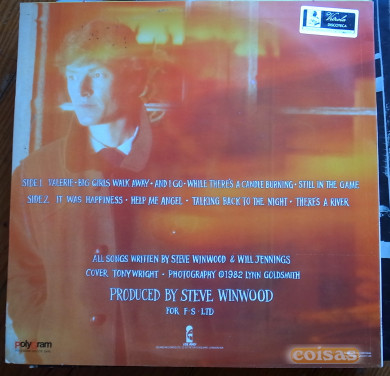 Vitrola
DISCOTECA
SIDE 1. VALERIE • BIG GIRLS WALK AWAY • AND I GO • WHILE THERE'S A CANDLE BURNING • STILL IN THE GAME
SIDE 2. IT WAS HAPPINESS • HELP ME ANGEL • TALKING BACK TO THE NIGHT • THERE'S A RIVER
ALL SONGS WRITTEN BY STEVE WINWOOD & WILL JENNINGS
COVER TONY WRIGHT • PHOTOGRAPHY ©1982 LYNN GOLDSMITH
PRODUCED BY STEVE WINWOOD
FOR F•S•LTD
polygram
coisas